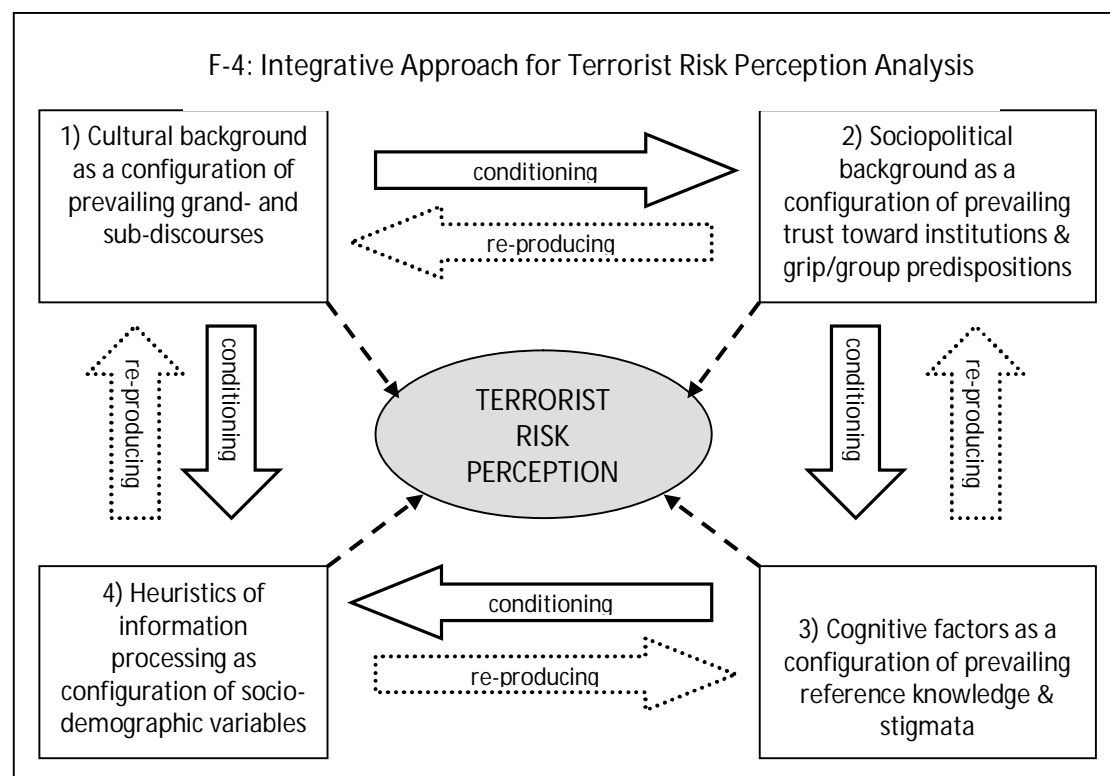 F-4: Integrative Approach for Terrorist Risk Perception Analysis
1) Cultural background
as a configuration of
prevailing grand- and
sub-discourses
conditioning
re-producing
2) Sociopolitical
background as a
configuration of prevailing
trust toward institutions &
grip/group predispositions
re-producing
conditioning
TERRORIST
RISK
PERCEPTION
conditioning
re-producing
4) Heuristics of
information
processing as
configuration of socio-
demographic variables
conditioning
re-producing
3) Cognitive factors as a
configuration of prevailing
reference knowledge &
stigmata